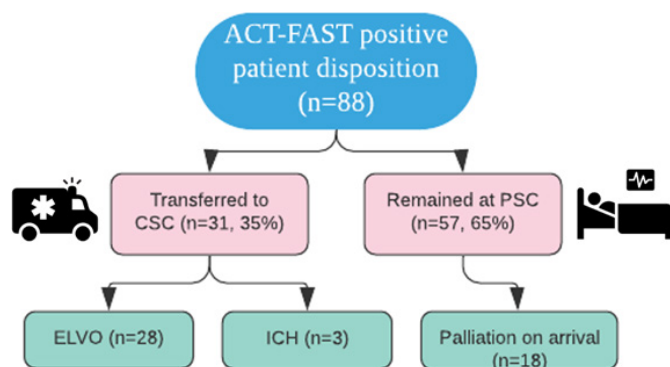 ACT-FAST positive
patient disposition
(n=88)
Transferred to
CSC (n=31, 35%)
Remained at PSC
(n=57, 65%)
ELVO (n=28)
ICH (n=3)
Palliation on arrival
(n=18)